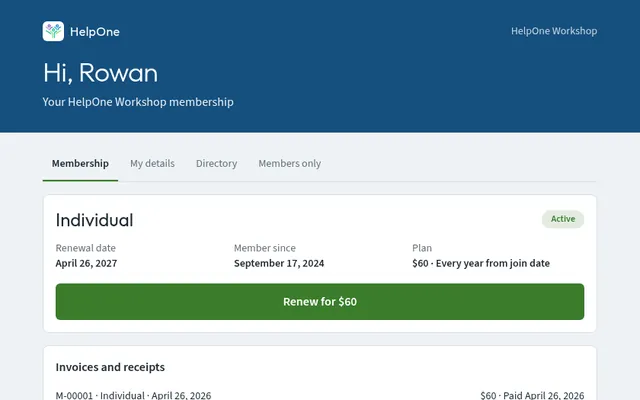 HelpOne
HelpOne Workshop
Hi, Rowan
Your HelpOne Workshop membership
Membership
My details
Directory
Members only
Individual
Active
Renewal date
Member since
Plan
April 26, 2027
September 17, 2024
$60 · Every year from join date
Renew for $60
Invoices and receipts
M-00001 · Individual · April 26, 2026
$60 · Paid April 26, 2026